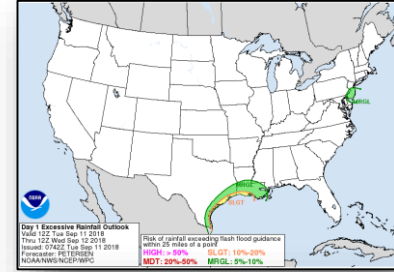 MRGL
MRGL
SLGT
NOAA
Day 1 Excessive Rainfall Outlook
Valid 12Z Tue Sep 11 2018
Thru 12Z Wed Sep 12 2018
Issued: 0742Z Tue Sep 11 2018
Forecaster: PETERSEN
NOAA/NWS/NCEP/WPC
Risk of rainfall exceeding flash flood guidance
within 25 miles of a point
HIGH: > 50% SLGT: 10%-20%
MDT: 20%-50% MRGL: 5%-10%